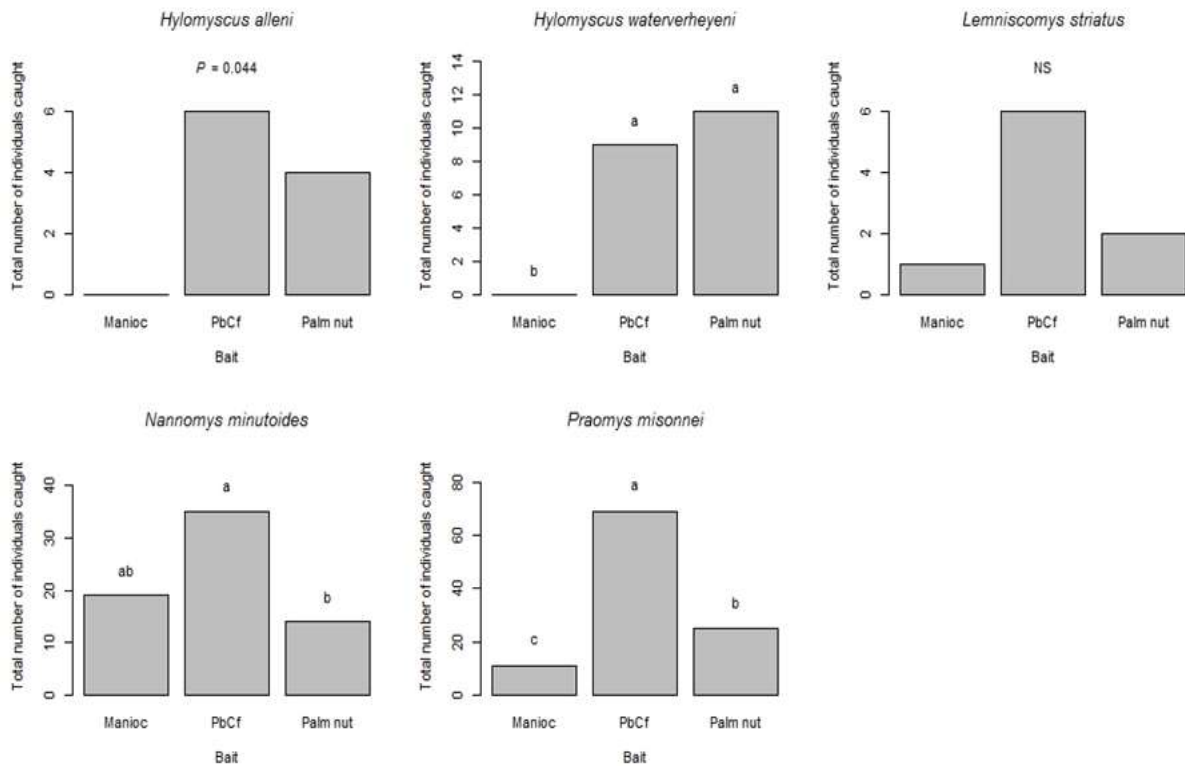 Hylomyscus alleni
P = 0.044
Total number of individuals caught
6
4
2
0
Manioc PbCf Palm nut
Bait
Hylomyscus waterverheyeni
Total number of individuals caught
14
12
10
8
6
4
2
0
b a a
Manioc PbCf Palm nut
Bait
Lemniscomys striatus
NS
Total number of individuals caught
6
4
2
0
Manioc PbCf Palm nut
Bait
Nannomys minutoides
Total number of individuals caught
40
30
20
10
0
ab a b
Manioc PbCf Palm nut
Bait
Praomys misonnei
Total number of individuals caught
80
60
40
20
0
c a b
Manioc PbCf Palm nut
Bait